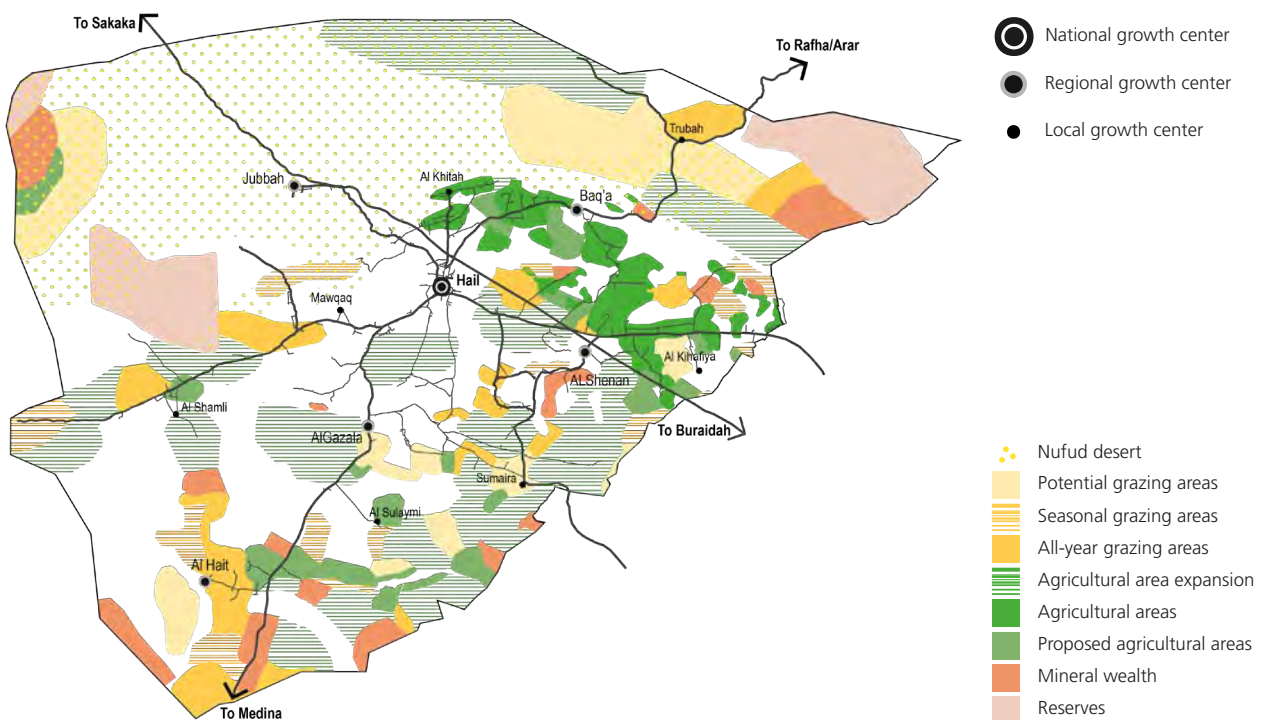 To Sakaka
To Rafha/Arar
Trubah
Jubbah
Al Khitah
Baq'a
Hail
Mawqaq
Al Kihafiya
ALShenan
Al Shamli
To Buraidah
AlGazala
Sumaira
Al Sulaymi
Al Hait
To Medina
National growth center
Regional growth center
Local growth center
Nufud desert
Potential grazing areas
Seasonal grazing areas
All-year grazing areas
Agricultural area expansion
Agricultural areas
Proposed agricultural areas
Mineral wealth
Reserves